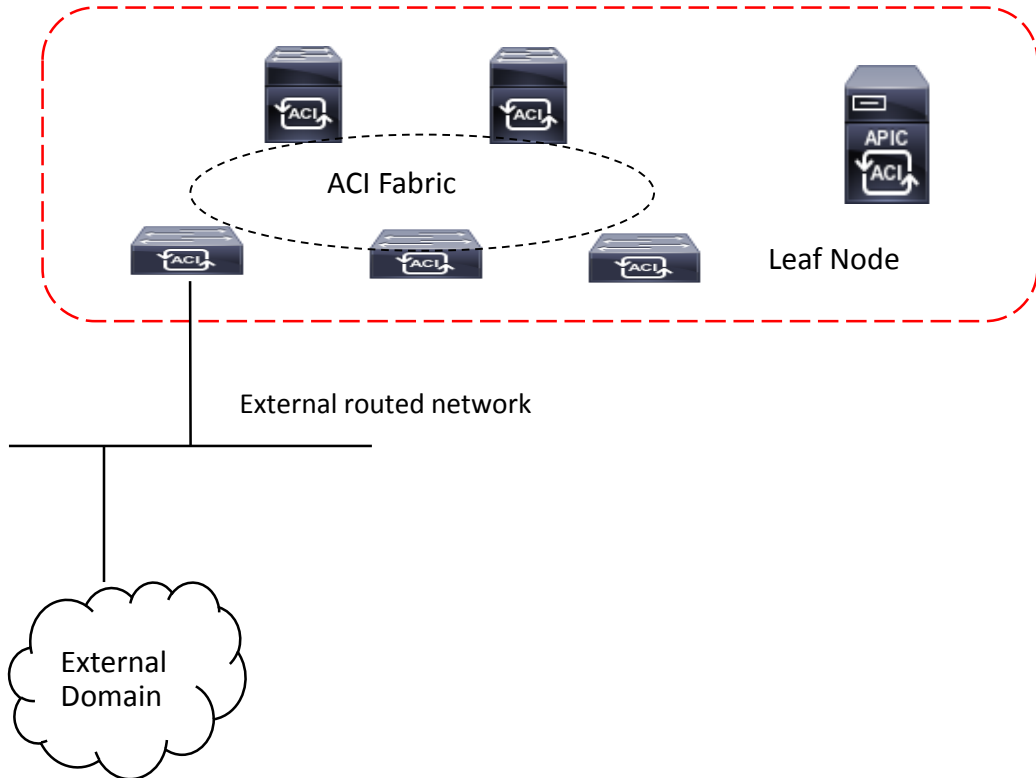 ACI
ACI
APIC
ACI
ACI Fabric
ACI
ACI
ACI
Leaf Node
External routed network
External
Domain